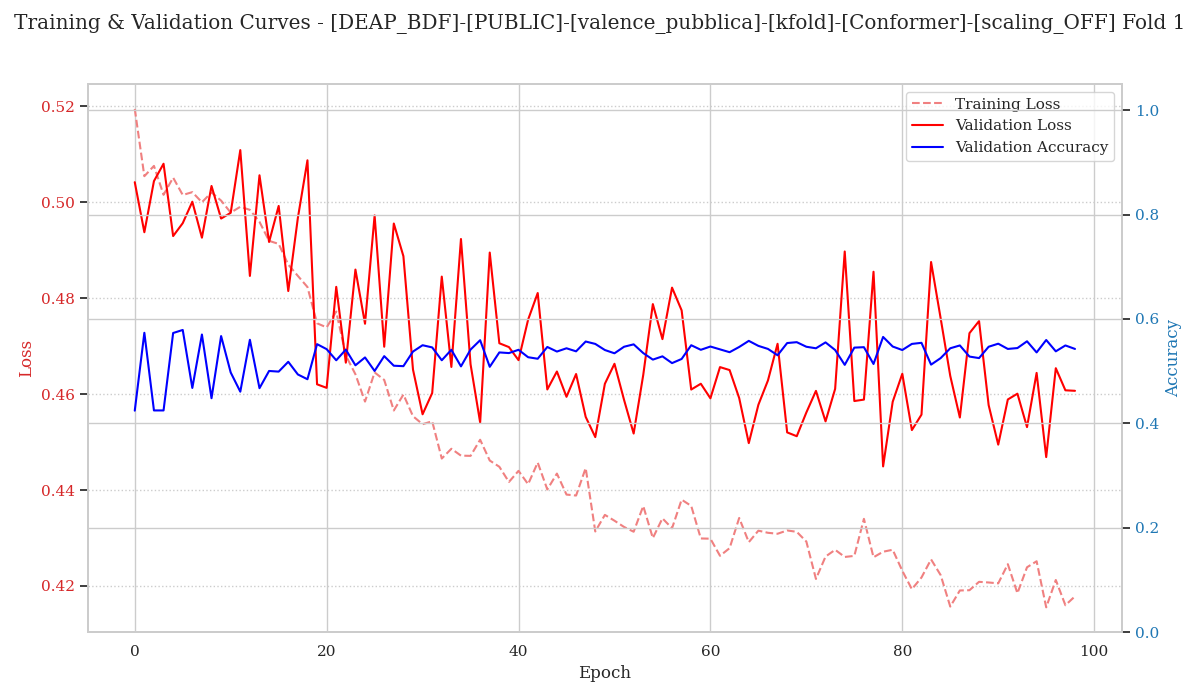 Training & Validation Curves - [DEAP_BDF]-[PUBLIC]-[valence_pubblica]-[kfold]-[Conformer]-[scaling_OFF] Fold 1
Training Loss
Validation Loss
Validation Accuracy
0.52
0.50
0.48
0.46
0.44
0.42
Loss
1.0
0.8
0.6
0.4
0.2
0.0
Accuracy
0
20
40
60
80
100
Epoch